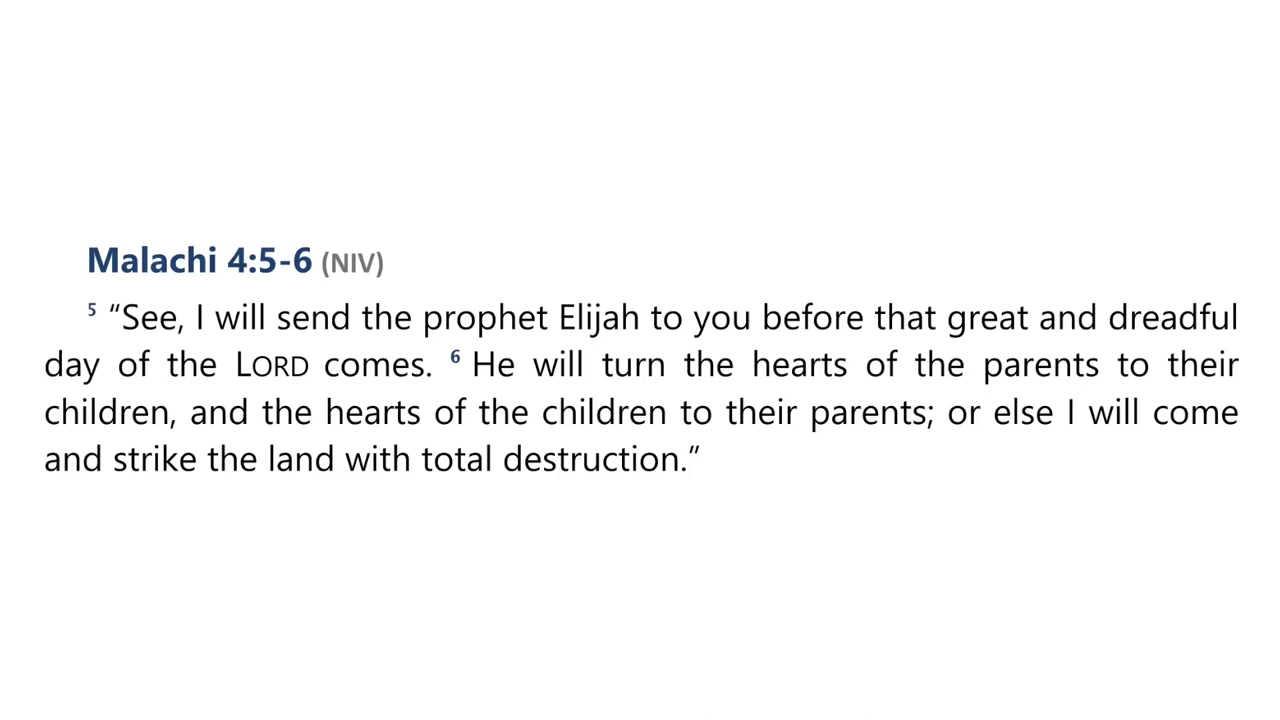 Malachi 4:5-6 (NIV)
5 “See, I will send the prophet Elijah to you before that great and dreadful
day of the LORD comes. 6 He will turn the hearts of the parents to their
children, and the hearts of the children to their parents; or else I will come
and strike the land with total destruction.”